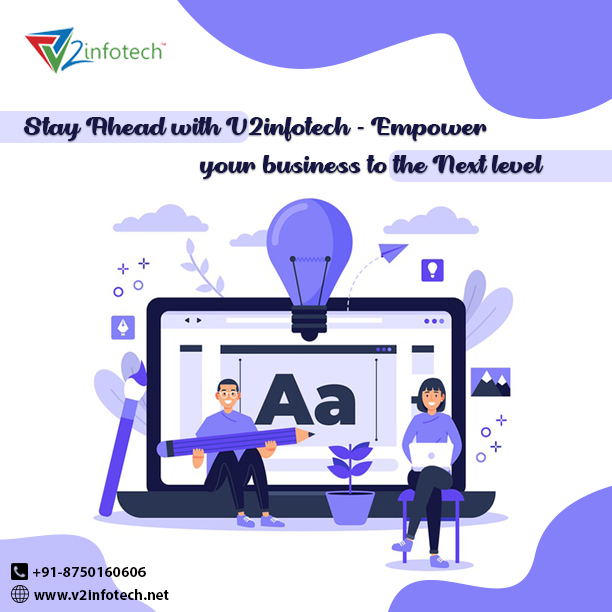 V2infotech™
Stay Ahead with V2infotech - Empower
your business to the Next level
Aa
+91-8750160606
www.v2infotech.net